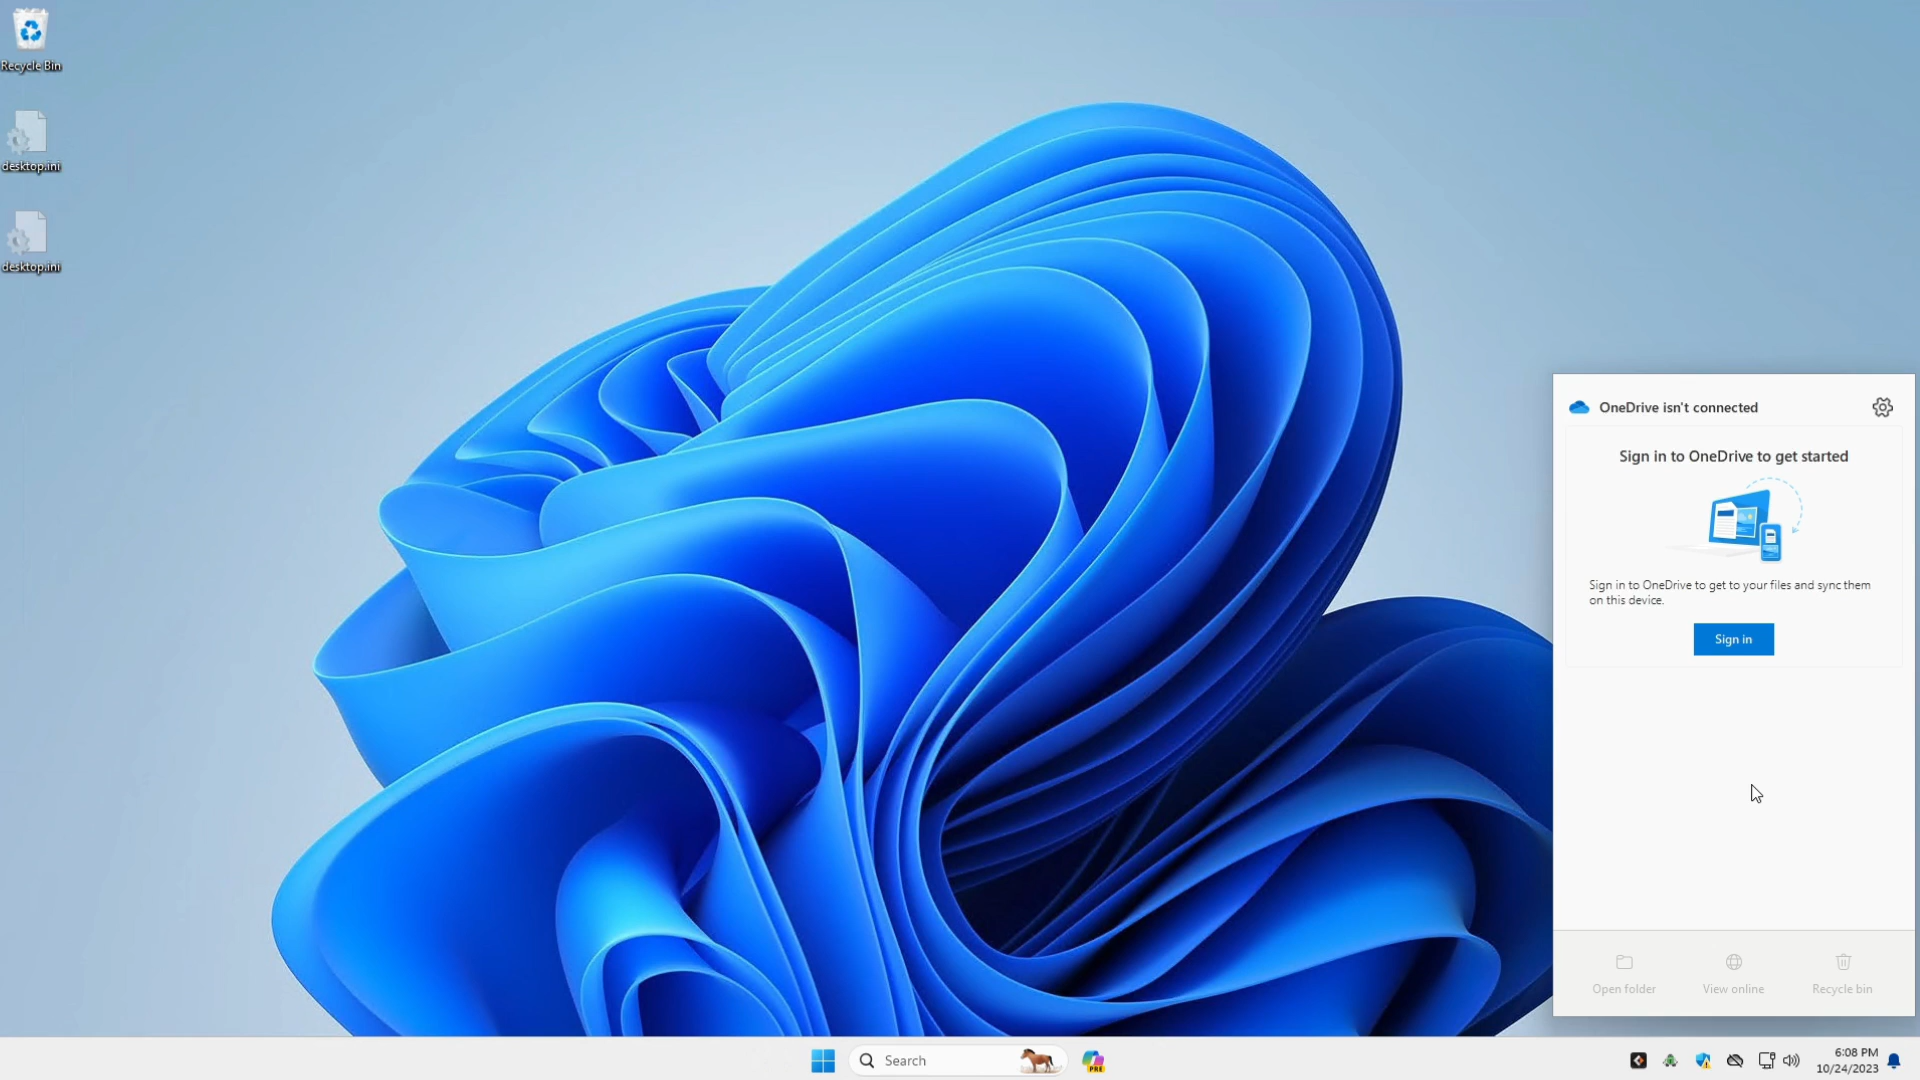 Recycle Bin
desktop.ini
desktop.ini
OneDrive isn't connected
Sign in to OneDrive to get started
Sign in to OneDrive to get to your files and sync them
on this device.
Sign in
Open folder
View online
Recycle bin
Search
PRE
6:08 PM
10/24/2023